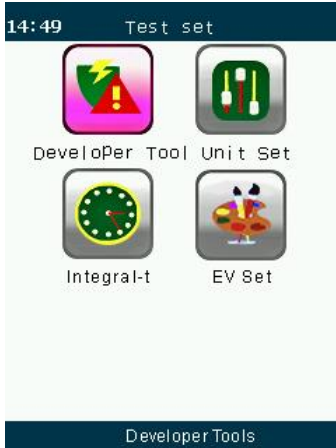 14:49 Test set
Developer Tool Unit Set
Integral-t EV Set
Developer Tools